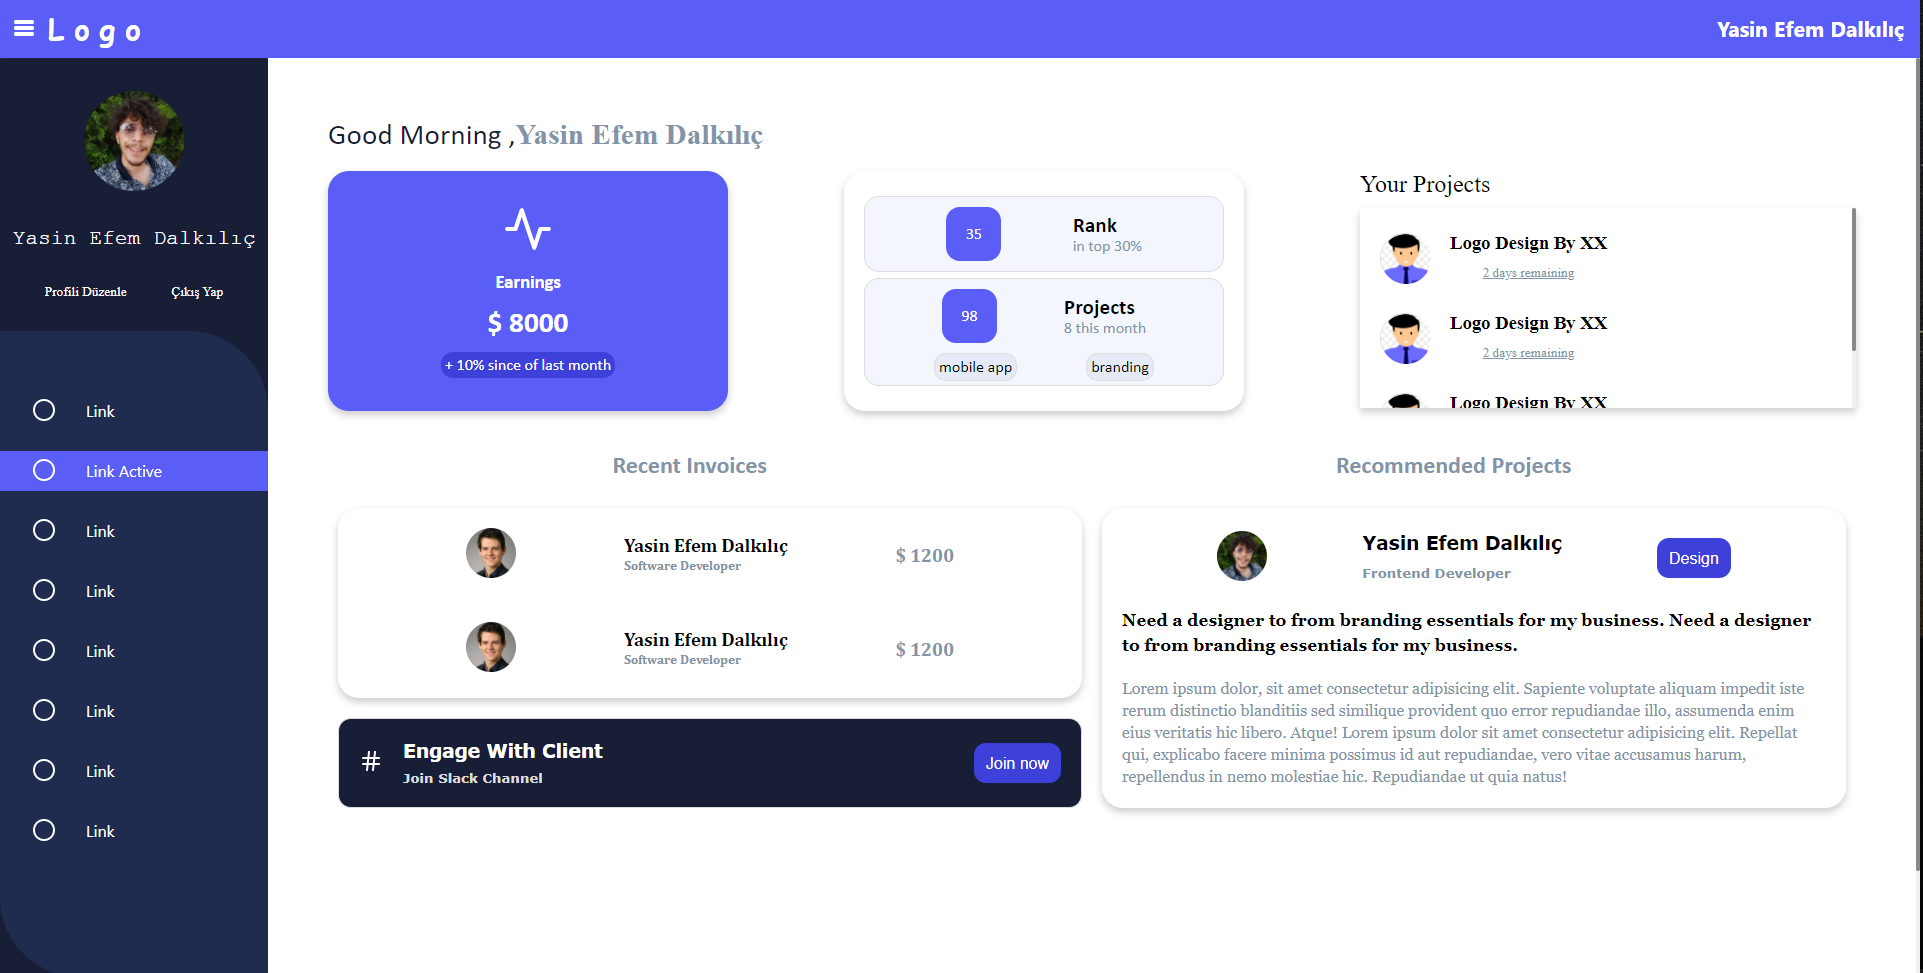 Logo
Yasin Efem Dalkılıç
Yasin Efem Dalkılıç
Profili Düzenle
Çıkış Yap
Link
Link Active
Link
Link
Link
Link
Link
Link
Good Morning ,Yasin Efem Dalkılıç
Earnings
$ 8000
+ 10% since of last month
35
Rank
in top 30%
98
Projects
8 this month
mobile app
branding
Your Projects
Logo Design By XX
2 days remaining
Logo Design By XX
2 days remaining
Logo Design By XX
Recent Invoices
Yasin Efem Dalkılıç
Software Developer
$ 1200
Yasin Efem Dalkılıç
Software Developer
$ 1200
#
Engage With Client
Join Slack Channel
Join now
Recommended Projects
Yasin Efem Dalkılıç
Frontend Developer
Design
Need a designer to from branding essentials for my business. Need a designer
to from branding essentials for my business.
Lorem ipsum dolor, sit amet consectetur adipisicing elit. Sapiente voluptate aliquam impedit iste
rerum distinctio blanditiis sed similique provident quo error repudiandae illo, assumenda enim
eius veritatis hic libero. Atque! Lorem ipsum dolor sit amet consectetur adipisicing elit. Repellat
qui, explicabo facere minima possimus id aut repudiandae, vero vitae accusamus harum,
repellendus in nemo molestiae hic. Repudiandae ut quia natus!